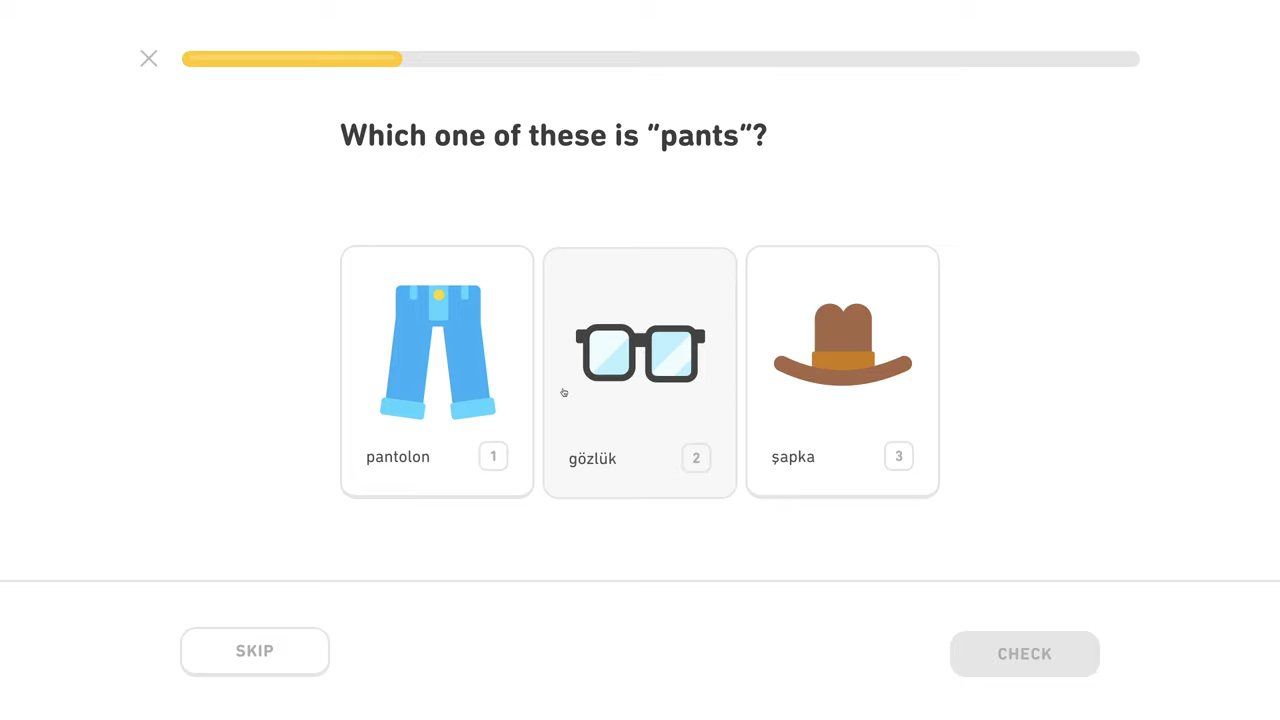 Which one of these is “pants“?
pantolon 1
gözlük 2
şapka 3
SKIP
CHECK